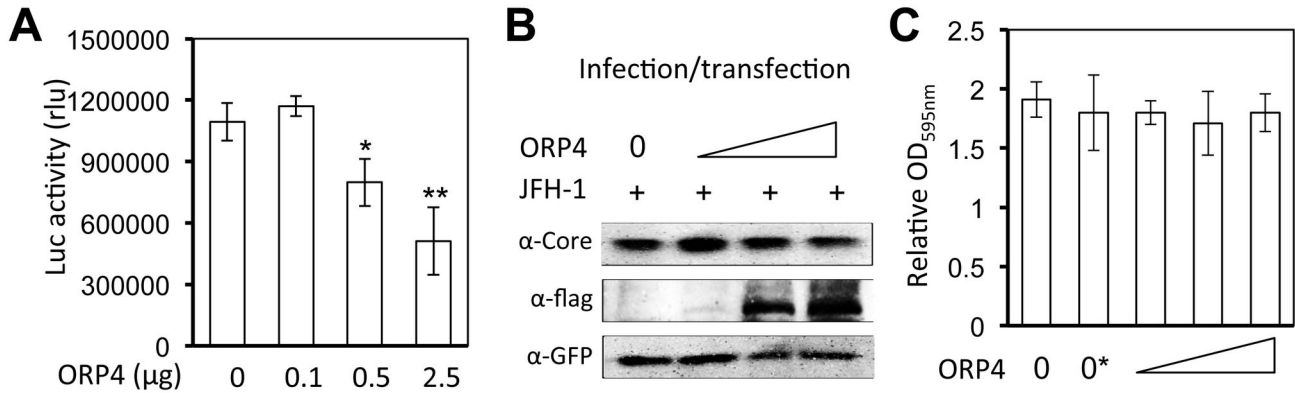 A
1500000
1200000
900000
600000
300000
0
Luc activity (rlu)
*
**
ORP4 (µg) 0 0.1 0.5 2.5
B
Infection/transfection
ORP4 0
JFH-1 + + + +
α-Core
α-flag
α-GFP
C
2.5
2
1.5
1
0.5
0
Relative OD595nm
ORP4 0 0*